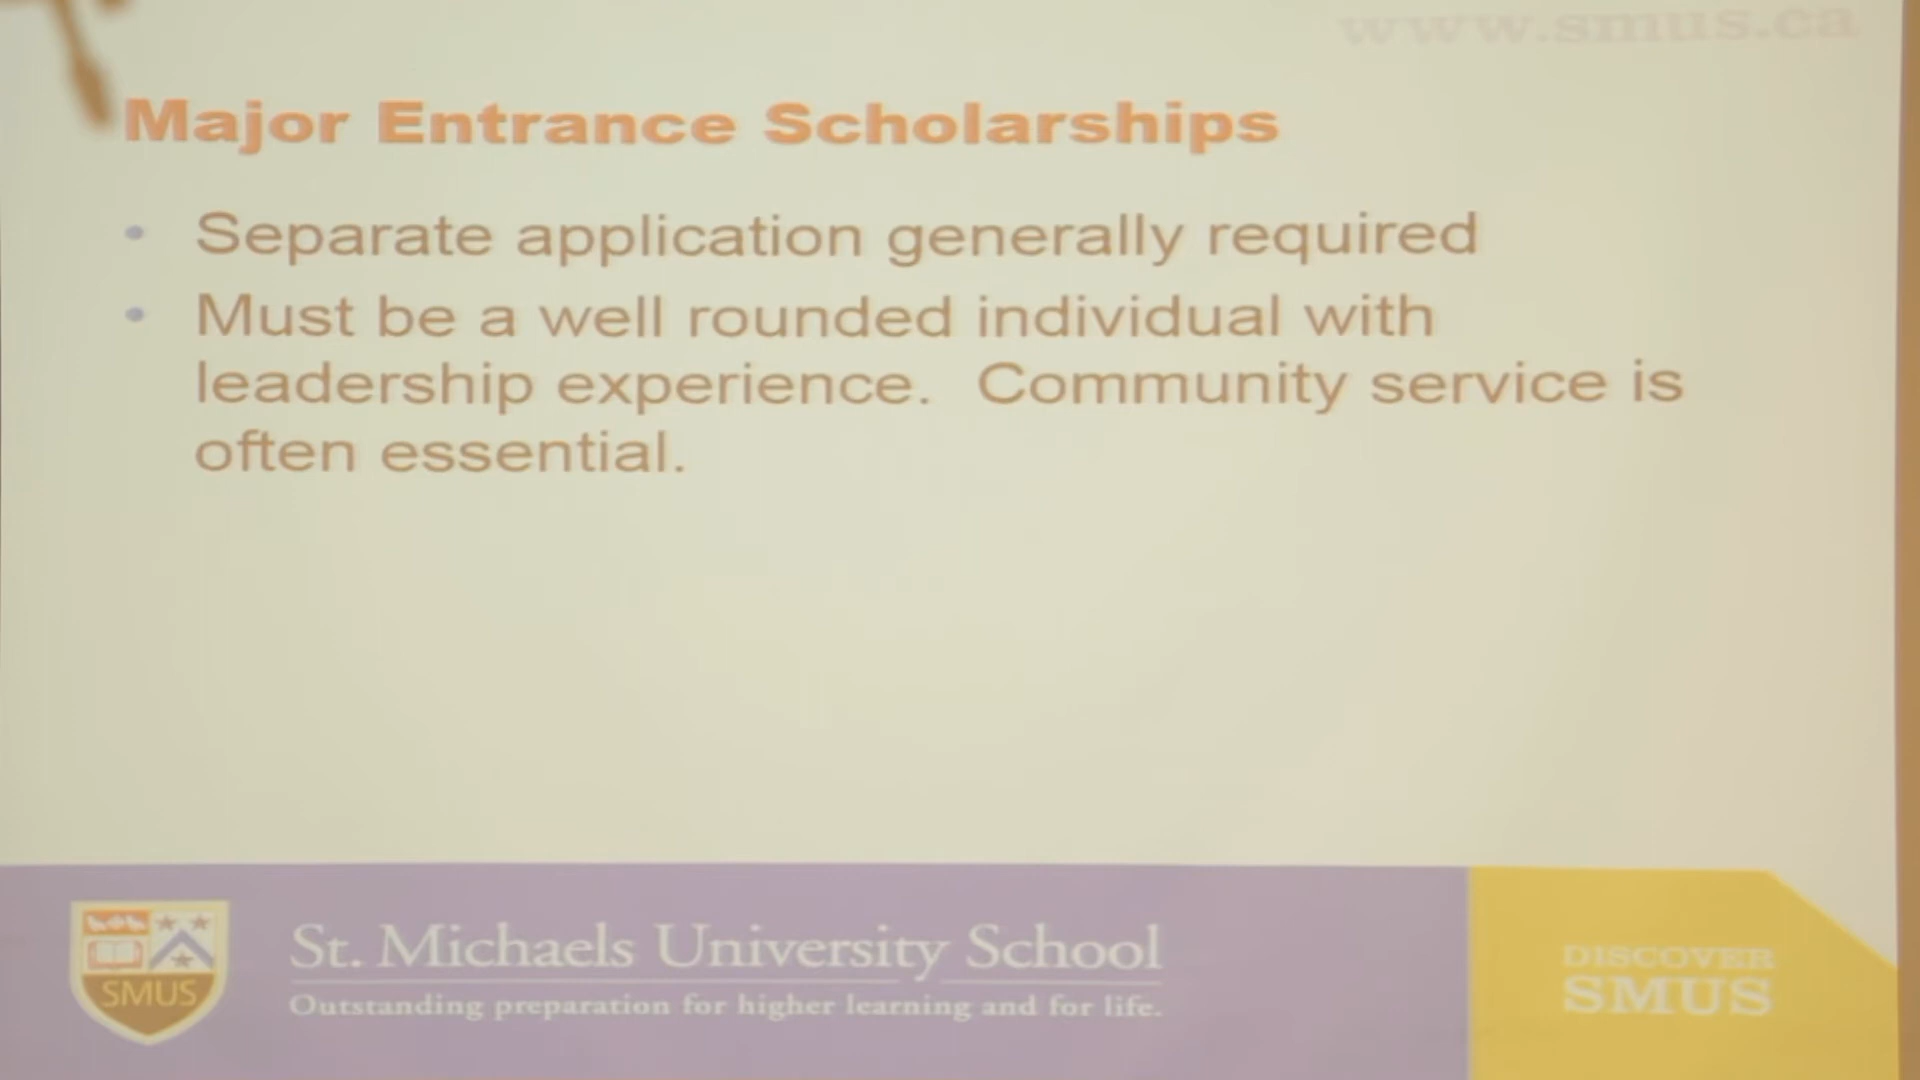 www.smus.ca
Major Entrance Scholarships
• Separate application generally required
• Must be a well rounded individual with
leadership experience. Community service is
often essential.
SMUS
St. Michaels University School
Outstanding preparation for higher learning and for life.
DISCOVER
SMUS